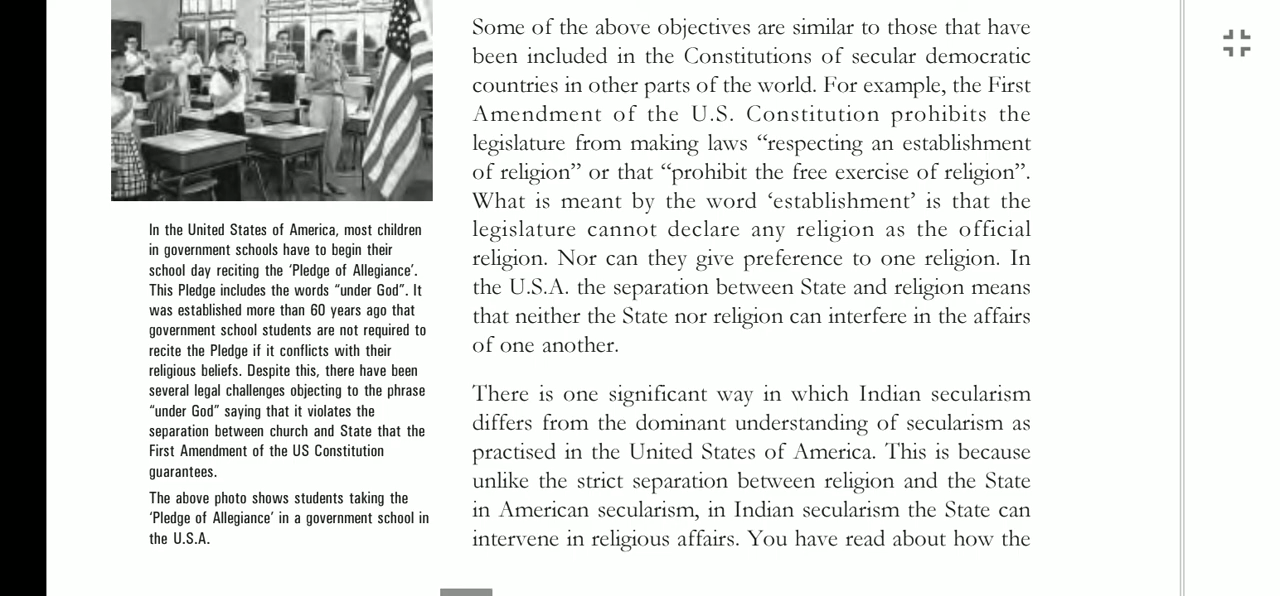 Some of the above objectives are similar to those that have
been included in the Constitutions of secular democratic
countries in other parts of the world. For example, the First
Amendment of the U.S. Constitution prohibits the
legislature from making laws “respecting an establishment
of religion” or that “prohibit the free exercise of religion”.
What is meant by the word ‘establishment’ is that the
legislature cannot declare any religion as the official
religion. Nor can they give preference to one religion. In
the U.S.A. the separation between State and religion means
that neither the State nor religion can interfere in the affairs
of one another.
There is one significant way in which Indian secularism
differs from the dominant understanding of secularism as
practised in the United States of America. This is because
unlike the strict separation between religion and the State
in American secularism, in Indian secularism the State can
intervene in religious affairs. You have read about how the
In the United States of America, most children
in government schools have to begin their
school day reciting the ‘Pledge of Allegiance’.
This Pledge includes the words “under God”. It
was established more than 60 years ago that
government school students are not required to
recite the Pledge if it conflicts with their
religious beliefs. Despite this, there have been
several legal challenges objecting to the phrase
“under God” saying that it violates the
separation between church and State that the
First Amendment of the US Constitution
guarantees.
The above photo shows students taking the
‘Pledge of Allegiance’ in a government school in
the U.S.A.